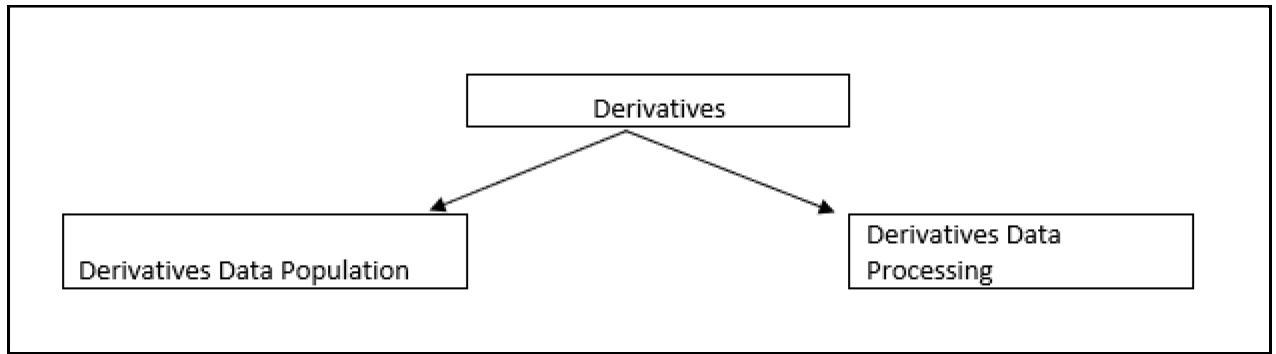 Derivatives
Derivatives Data Population
Derivatives Data
Processing